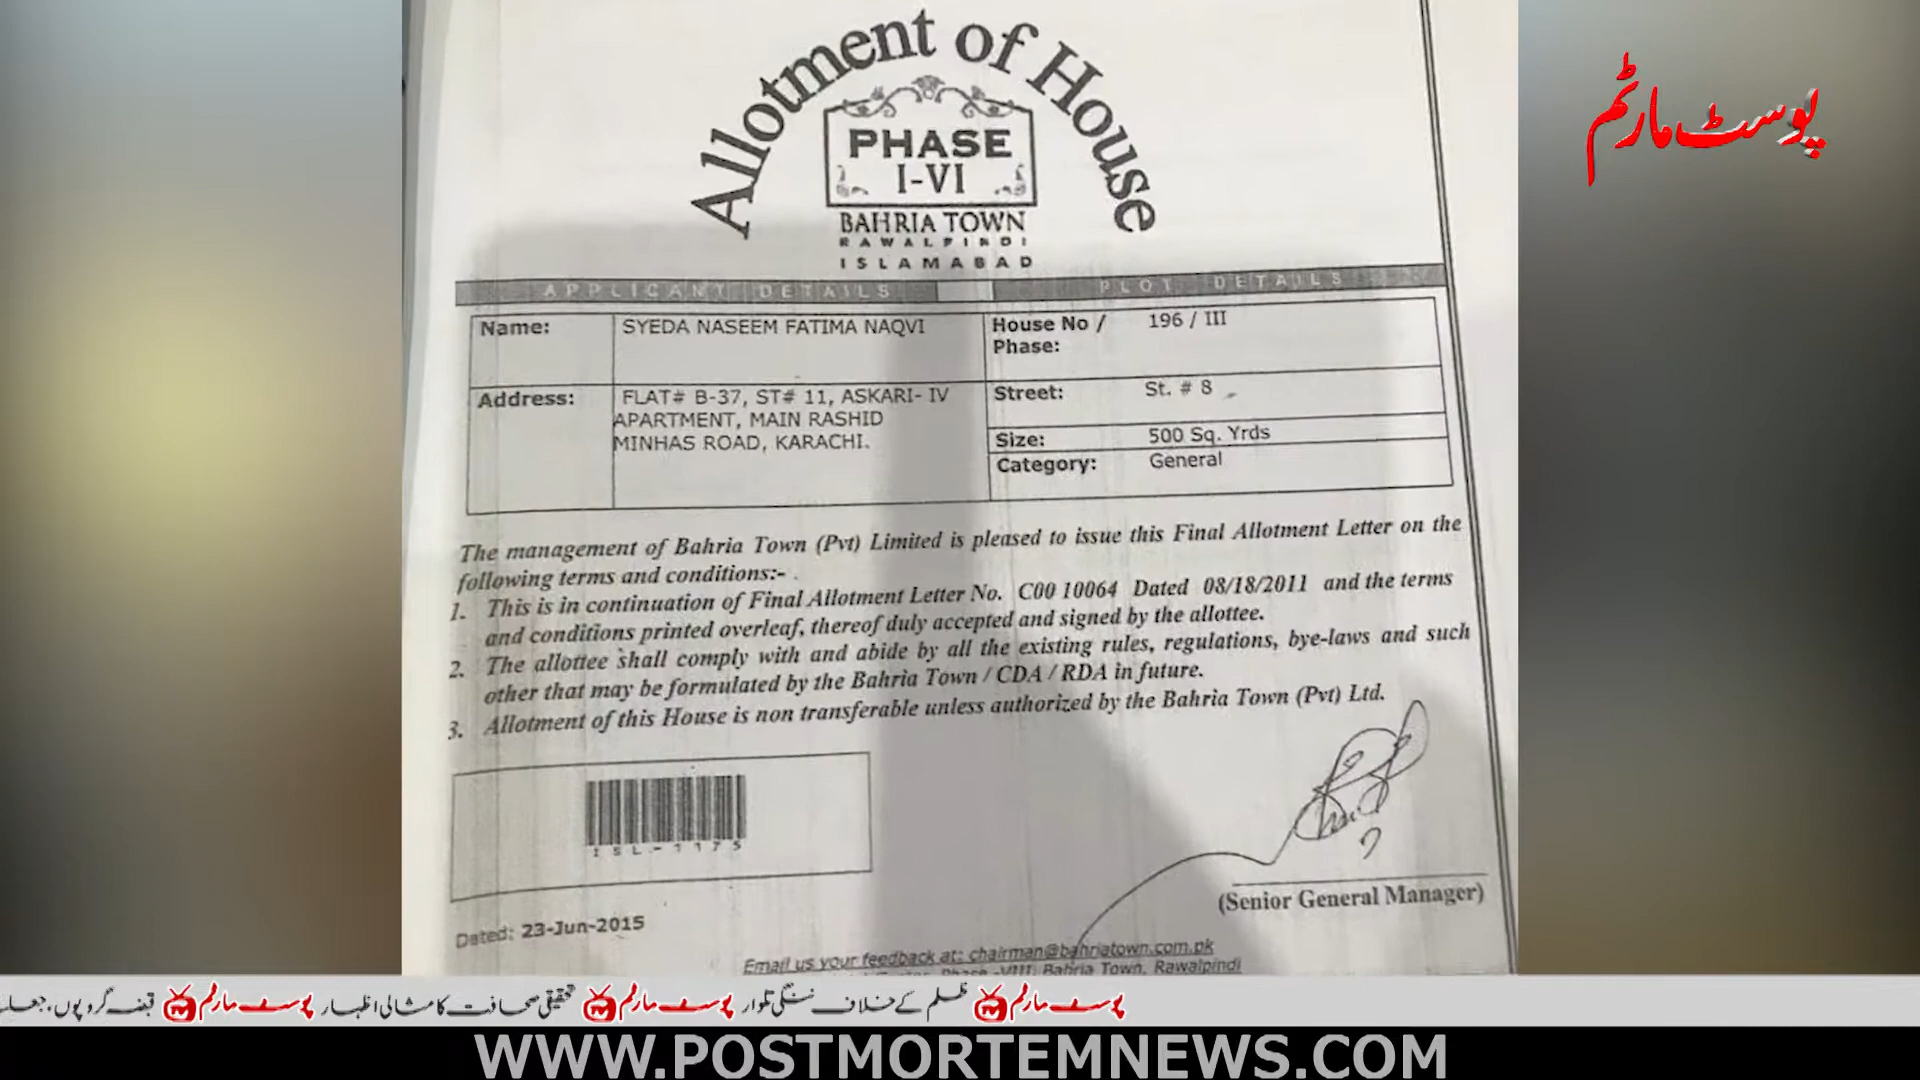 Allotment of House
پوسٹ مارٹم
PHASE
I-VI
BAHRIA TOWN
RAWALPINDI
ISLAMABAD
APPLICANT DETAILS PLOT DETAILS
Name: SYEDA NASEEM FATIMA NAQVI
House No / Phase: 196 / III
Address: FLAT# B-37, ST# 11, ASKARI- IV
APARTMENT, MAIN RASHID
MINHAS ROAD, KARACHI.
Street: St. # 8
Size: 500 Sq. Yrds
Category: General
The management of Bahria Town (Pvt) Limited is pleased to issue this Final Allotment Letter on the
following terms and conditions:-
1. This is in continuation of Final Allotment Letter No. C00 10064 Dated 08/18/2011 and the terms
and conditions printed overleaf, thereof duly accepted and signed by the allottee.
2. The allottee shall comply with and abide by all the existing rules, regulations, bye-laws and such
other that may be formulated by the Bahria Town / CDA / RDA in future.
3. Allotment of this House is non transferable unless authorized by the Bahria Town (Pvt) Ltd.
ISL-1175
(Senior General Manager)
Dated: 23-Jun-2015
Email us your feedback at: chairman@bahriatown.com.pk
Phase -VIII, Bahria Town, Rawalpindi
پوسٹ مارٹم TV ظلم کے خلاف ننگی تلوار پوسٹ مارٹم TV تحقیقی صحافت کا مثالی اظہار پوسٹ مارٹم TV قبضہ گروپوں، جعلی
WWW.POSTMORTEMNEWS.COM